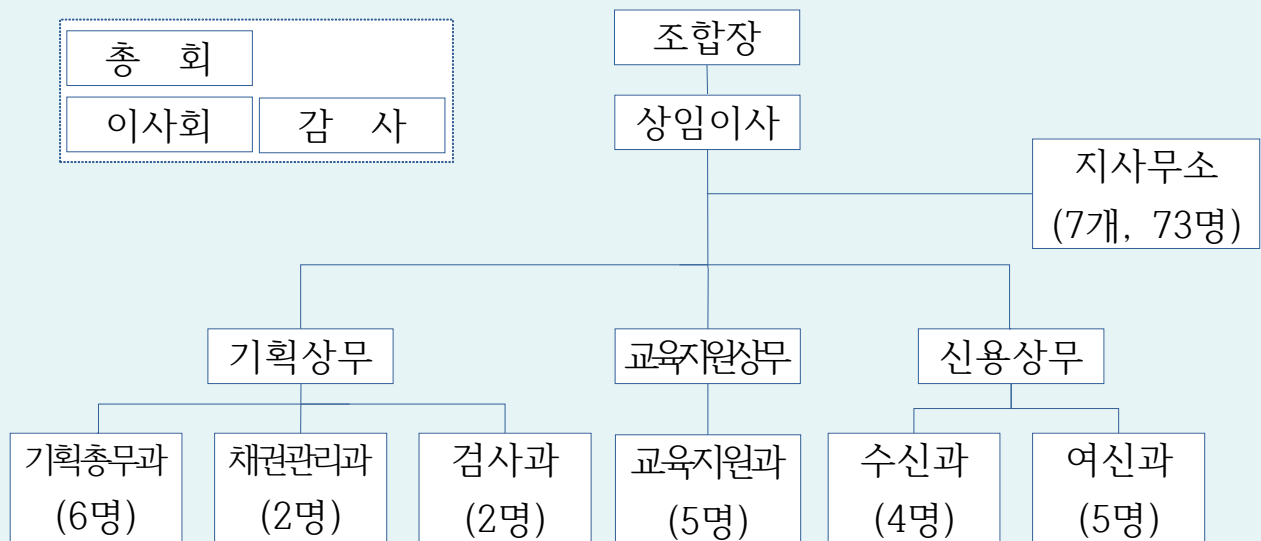 총 회
이사회 감 사
조합장
상임이사
지사무소
(7개, 73명)
기획상무 교육지원상무 신용상무
기획총무과 채권관리과 검사과 교육지원과 수신과 여신과
(6명) (2명) (2명) (5명) (4명) (5명)